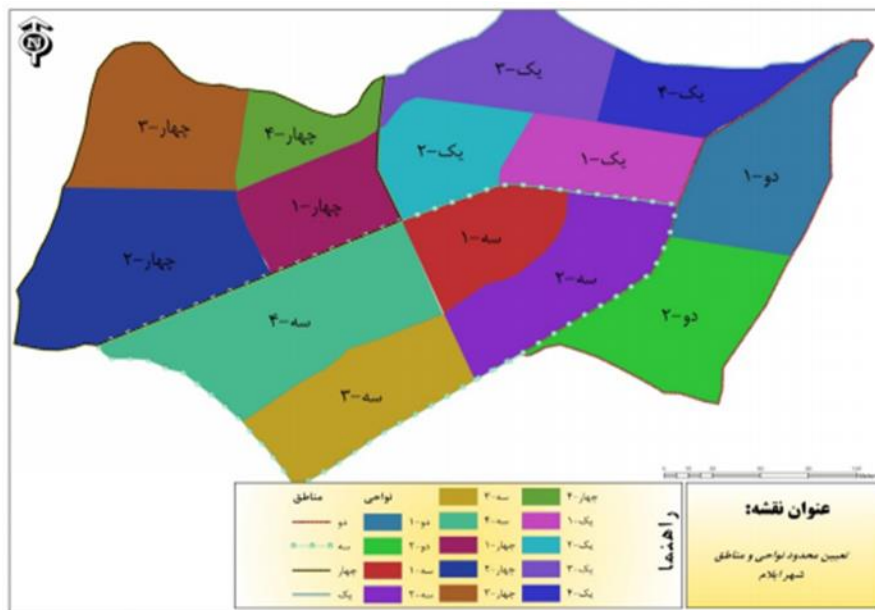 N
یک-۳
یک-۴
چهار-۳
چهار-۴
یک-۲
یک-۱
دو-۱
چهار-۱
سه-۱
چهار-۲
سه-۲
سه-۴
دو-۲
سه-۳
راهنما
مناطق
دو
سه
چهار
یک
نواحی
دو-۱
دو-۲
سه-۱
سه-۲
سه-۳
سه-۴
چهار-۱
چهار-۲
چهار-۳
چهار-۴
یک-۱
یک-۲
یک-۳
یک-۴
عنوان نقشه:
تعیین محدود نواحی و مناطق
شهر ایلام